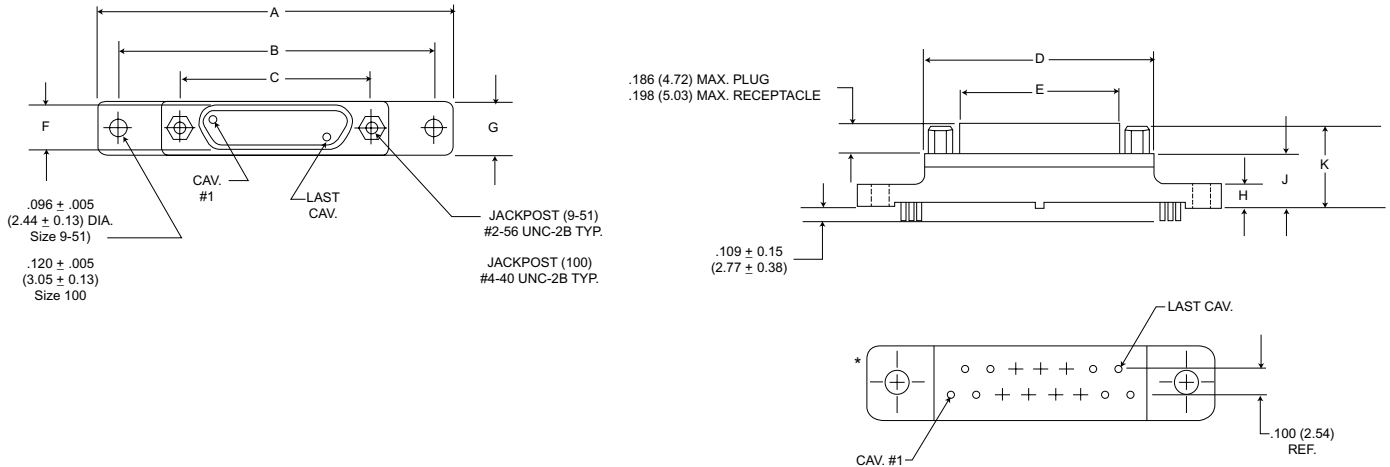 A
B
C
F
G
CAV.
#1
LAST
CAV.
.096 ± .005
(2.44 ± 0.13) DIA.
Size 9-51)
.120 ± .005
(3.05 ± 0.13)
Size 100
JACKPOST (9-51)
#2-56 UNC-2B TYP.
JACKPOST (100)
#4-40 UNC-2B TYP.
.186 (4.72) MAX. PLUG
.198 (5.03) MAX. RECEPTACLE
D
E
H
J
K
.109 ± 0.15
(2.77 ± 0.38)
LAST CAV.
*
CAV. #1
.100 (2.54)
REF.